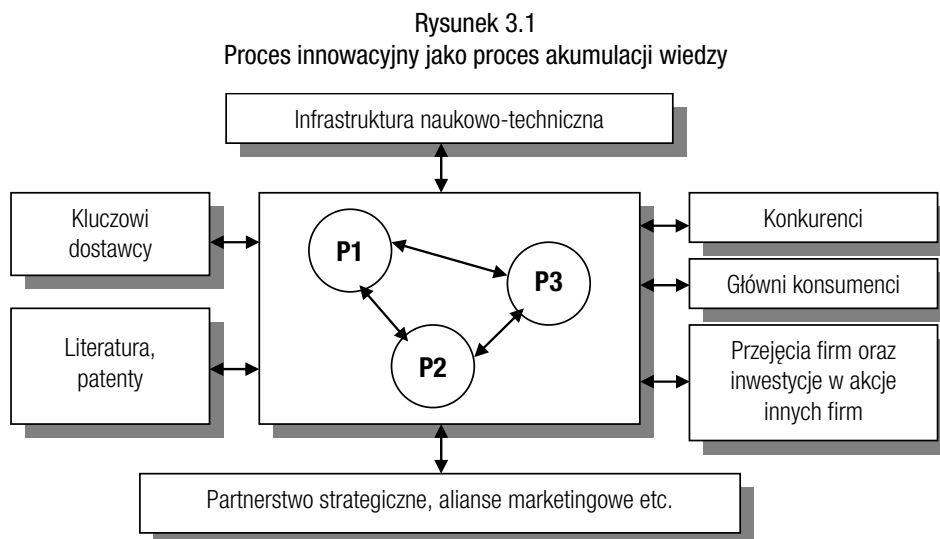 Rysunek 3.1
Proces innowacyjny jako proces akumulacji wiedzy
Infrastruktura naukowo-techniczna
Kluczowi
dostawcy
Literatura,
patenty
P1
P3
P2
Konkurenci
Główni konsumenci
Przejęcia firm oraz
inwestycje w akcje
innych firm
Partnerstwo strategiczne, alianse marketingowe etc.